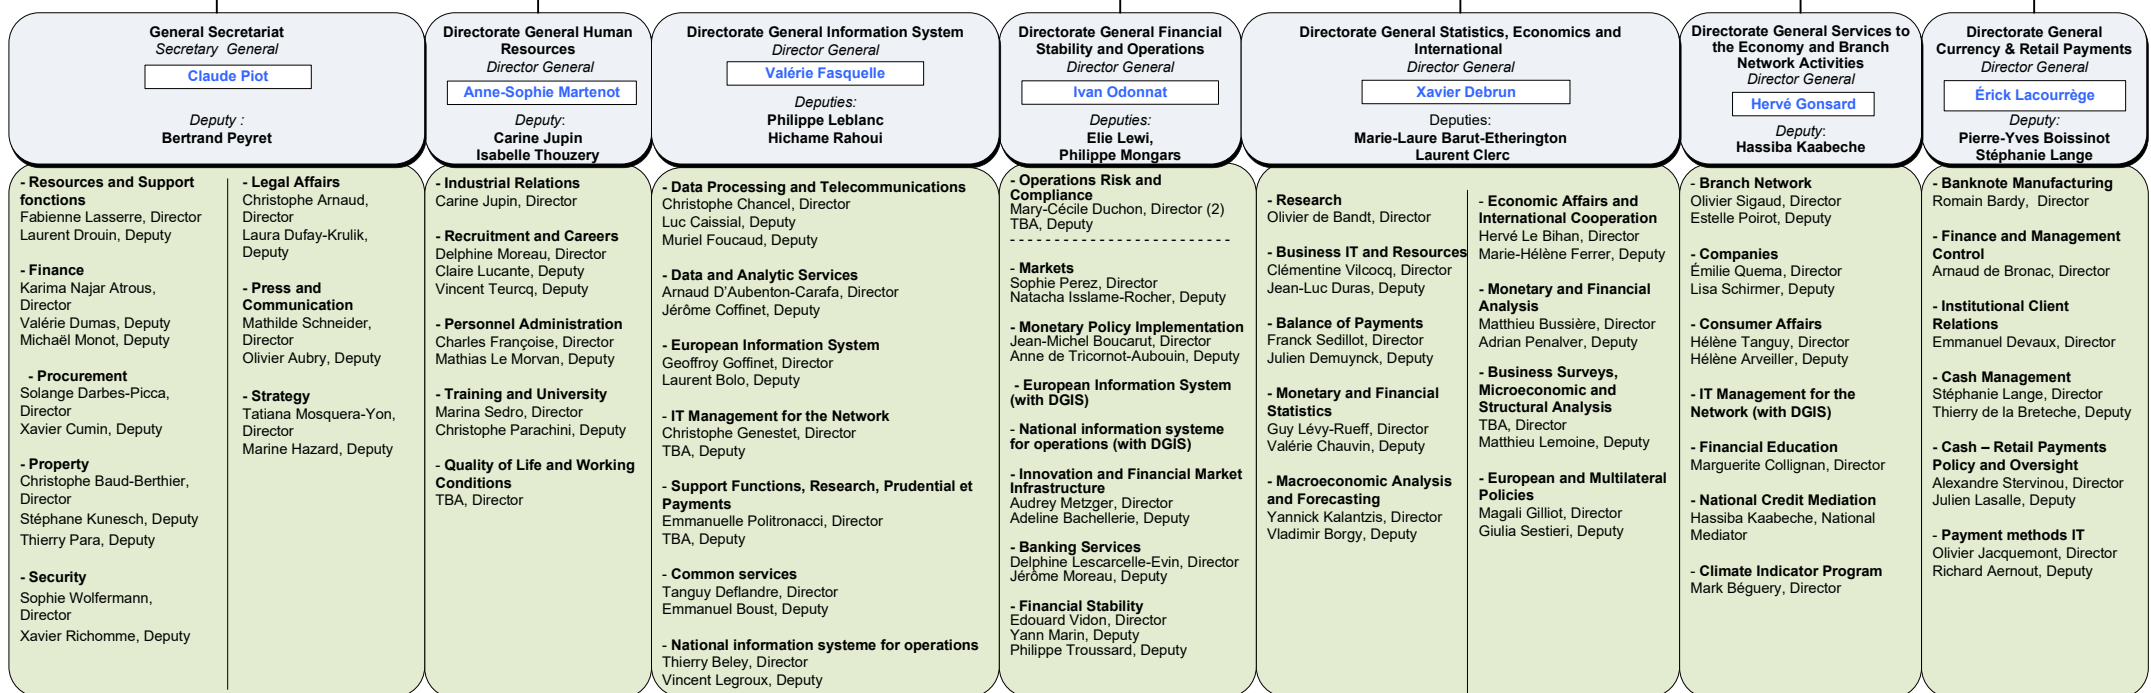 General Secretariat
Secretary General
Claude Piot
Deputy :
Bertrand Peyret
- Resources and Support
fonctions
Fabienne Lasserre, Director
Laurent Drouin, Deputy
- Finance
Karima Najar Atrous,
Director
Valérie Dumas, Deputy
Michaël Monot, Deputy
- Procurement
Solange Darbes-Picca,
Director
Xavier Cumin, Deputy
- Property
Christophe Baud-Berthier,
Director
Stéphane Kunesch, Deputy
Thierry Para, Deputy
- Security
Sophie Wolfermann,
Director
Xavier Richomme, Deputy
- Legal Affairs
Christophe Arnaud,
Director
Laura Dufay-Krulik,
Deputy
- Press and
Communication
Mathilde Schneider,
Director
Olivier Aubry, Deputy
- Strategy
Tatiana Mosquera-Yon,
Director
Marine Hazard, Deputy
Directorate General Human
Resources
Director General
Anne-Sophie Martenot
Deputy:
Carine Jupin
Isabelle Thouzery
- Industrial Relations
Carine Jupin, Director
- Recruitment and Careers
Delphine Moreau, Director
Claire Lucante, Deputy
Vincent Teurcq, Deputy
- Personnel Administration
Charles Françoise, Director
Mathias Le Morvan, Deputy
- Training and University
Marina Sedro, Director
Christophe Parachini, Deputy
- Quality of Life and Working
Conditions
TBA, Director
Directorate General Information System
Director General
Valérie Fasquelle
Deputies:
Philippe Leblanc
Hichame Rahoui
- Data Processing and Telecommunications
Christophe Chancel, Director
Luc Caissial, Deputy
Muriel Foucaud, Deputy
- Data and Analytic Services
Arnaud D'Aubenton-Carafa, Director
Jérôme Coffinet, Deputy
- European Information System
Geoffroy Goffinet, Director
Laurent Bolo, Deputy
- IT Management for the Network
Christophe Genestet, Director
TBA, Deputy
- Support Functions, Research, Prudential et
Payments
Emmanuelle Politronacci, Director
TBA, Deputy
- Common services
Tanguy Deflandre, Director
Emmanuel Boust, Deputy
- National information systeme for operations
Thierry Beley, Director
Vincent Legroux, Deputy
Directorate General Financial
Stability and Operations
Director General
Ivan Odonnat
Deputies:
Elie Lewi,
Philippe Mongars
- Operations Risk and
Compliance
Mary-Cécile Duchon, Director (2)
TBA, Deputy
- - - - - - - - - - - - - - - - - - - - - - - - -
- Markets
Sophie Perez, Director
Natacha Isslame-Rocher, Deputy
- Monetary Policy Implementation
Jean-Michel Boucarut, Director
Anne de Tricornot-Aubouin, Deputy
- European Information System
(with DGIS)
- National information systeme
for operations (with DGIS)
- Innovation and Financial Market
Infrastructure
Audrey Metzger, Director
Adeline Bachellerie, Deputy
- Banking Services
Delphine Lescarcelle-Evin, Director
Jérôme Moreau, Deputy
- Financial Stability
Edouard Vidon, Director
Yann Marin, Deputy
Philippe Troussard, Deputy
Directorate General Statistics, Economics and
International
Director General
Xavier Debrun
Deputies:
Marie-Laure Barut-Etherington
Laurent Clerc
- Research
Olivier de Bandt, Director
- Business IT and Resources
Clémentine Vilcocq, Director
Jean-Luc Duras, Deputy
- Balance of Payments
Franck Sedillot, Director
Julien Demuynck, Deputy
- Monetary and Financial
Statistics
Guy Lévy-Rueff, Director
Valérie Chauvin, Deputy
- Macroeconomic Analysis
and Forecasting
Yannick Kalantzis, Director
Vladimir Borgy, Deputy
- Economic Affairs and
International Cooperation
Hervé Le Bihan, Director
Marie-Hélène Ferrer, Deputy
- Monetary and Financial
Analysis
Matthieu Bussière, Director
Adrian Penalver, Deputy
- Business Surveys,
Microeconomic and
Structural Analysis
TBA, Director
Matthieu Lemoine, Deputy
- European and Multilateral
Policies
Magali Gilliot, Director
Giulia Sestieri, Deputy
Directorate General Services to
the Economy and Branch
Network Activities
Director General
Hervé Gonsard
Deputy:
Hassiba Kaabeche
- Branch Network
Olivier Sigaud, Director
Estelle Poirot, Deputy
- Companies
Émilie Quema, Director
Lisa Schirmer, Deputy
- Consumer Affairs
Hélène Tanguy, Director
Hélène Arveiller, Deputy
- IT Management for the
Network (with DGIS)
- Financial Education
Marguerite Collignan, Director
- National Credit Mediation
Hassiba Kaabeche, National
Mediator
- Climate Indicator Program
Mark Béguery, Director
Directorate General
Currency & Retail Payments
Director General
Érick Lacourrège
Deputy:
Pierre-Yves Boissinot
Stéphanie Lange
- Banknote Manufacturing
Romain Bardy, Director
- Finance and Management
Control
Arnaud de Bronac, Director
- Institutional Client
Relations
Emmanuel Devaux, Director
- Cash Management
Stéphanie Lange, Director
Thierry de la Breteche, Deputy
- Cash – Retail Payments
Policy and Oversight
Alexandre Stervinou, Director
Julien Lasalle, Deputy
- Payment methods IT
Olivier Jacquemont, Director
Richard Aernout, Deputy